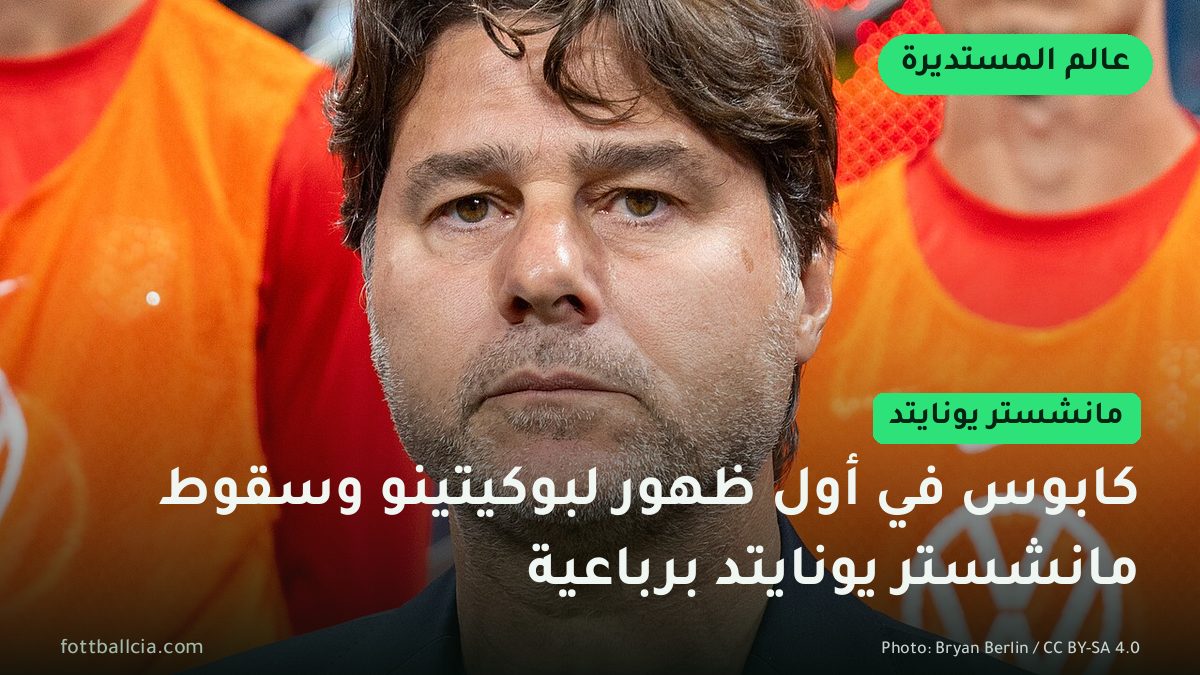 عالم المستديرة
مانشستر يونايتد
كابوس في أول ظهور لبوكيتينو وسقوط
مانشستر يونايتد برباعية
fottballcia.com
Photo: Bryan Berlin / CC BY-SA 4.0